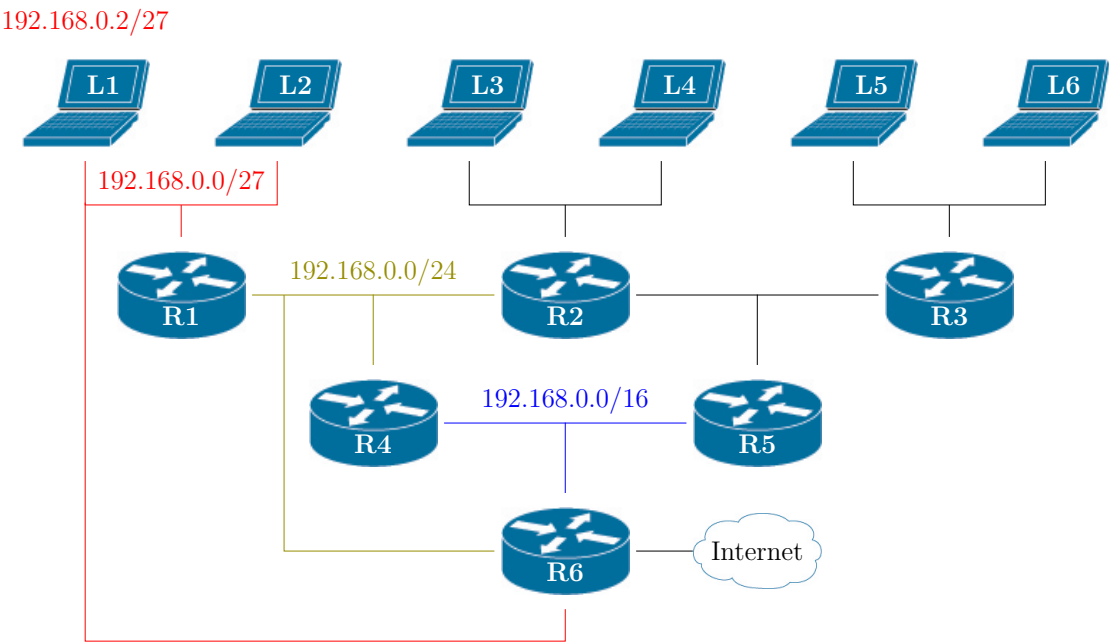 192.168.0.2/27
L1 L2 L3 L4 L5 L6
192.168.0.0/27
192.168.0.0/24
R1 R2 R3
192.168.0.0/16
R4 R5
Internet
R6